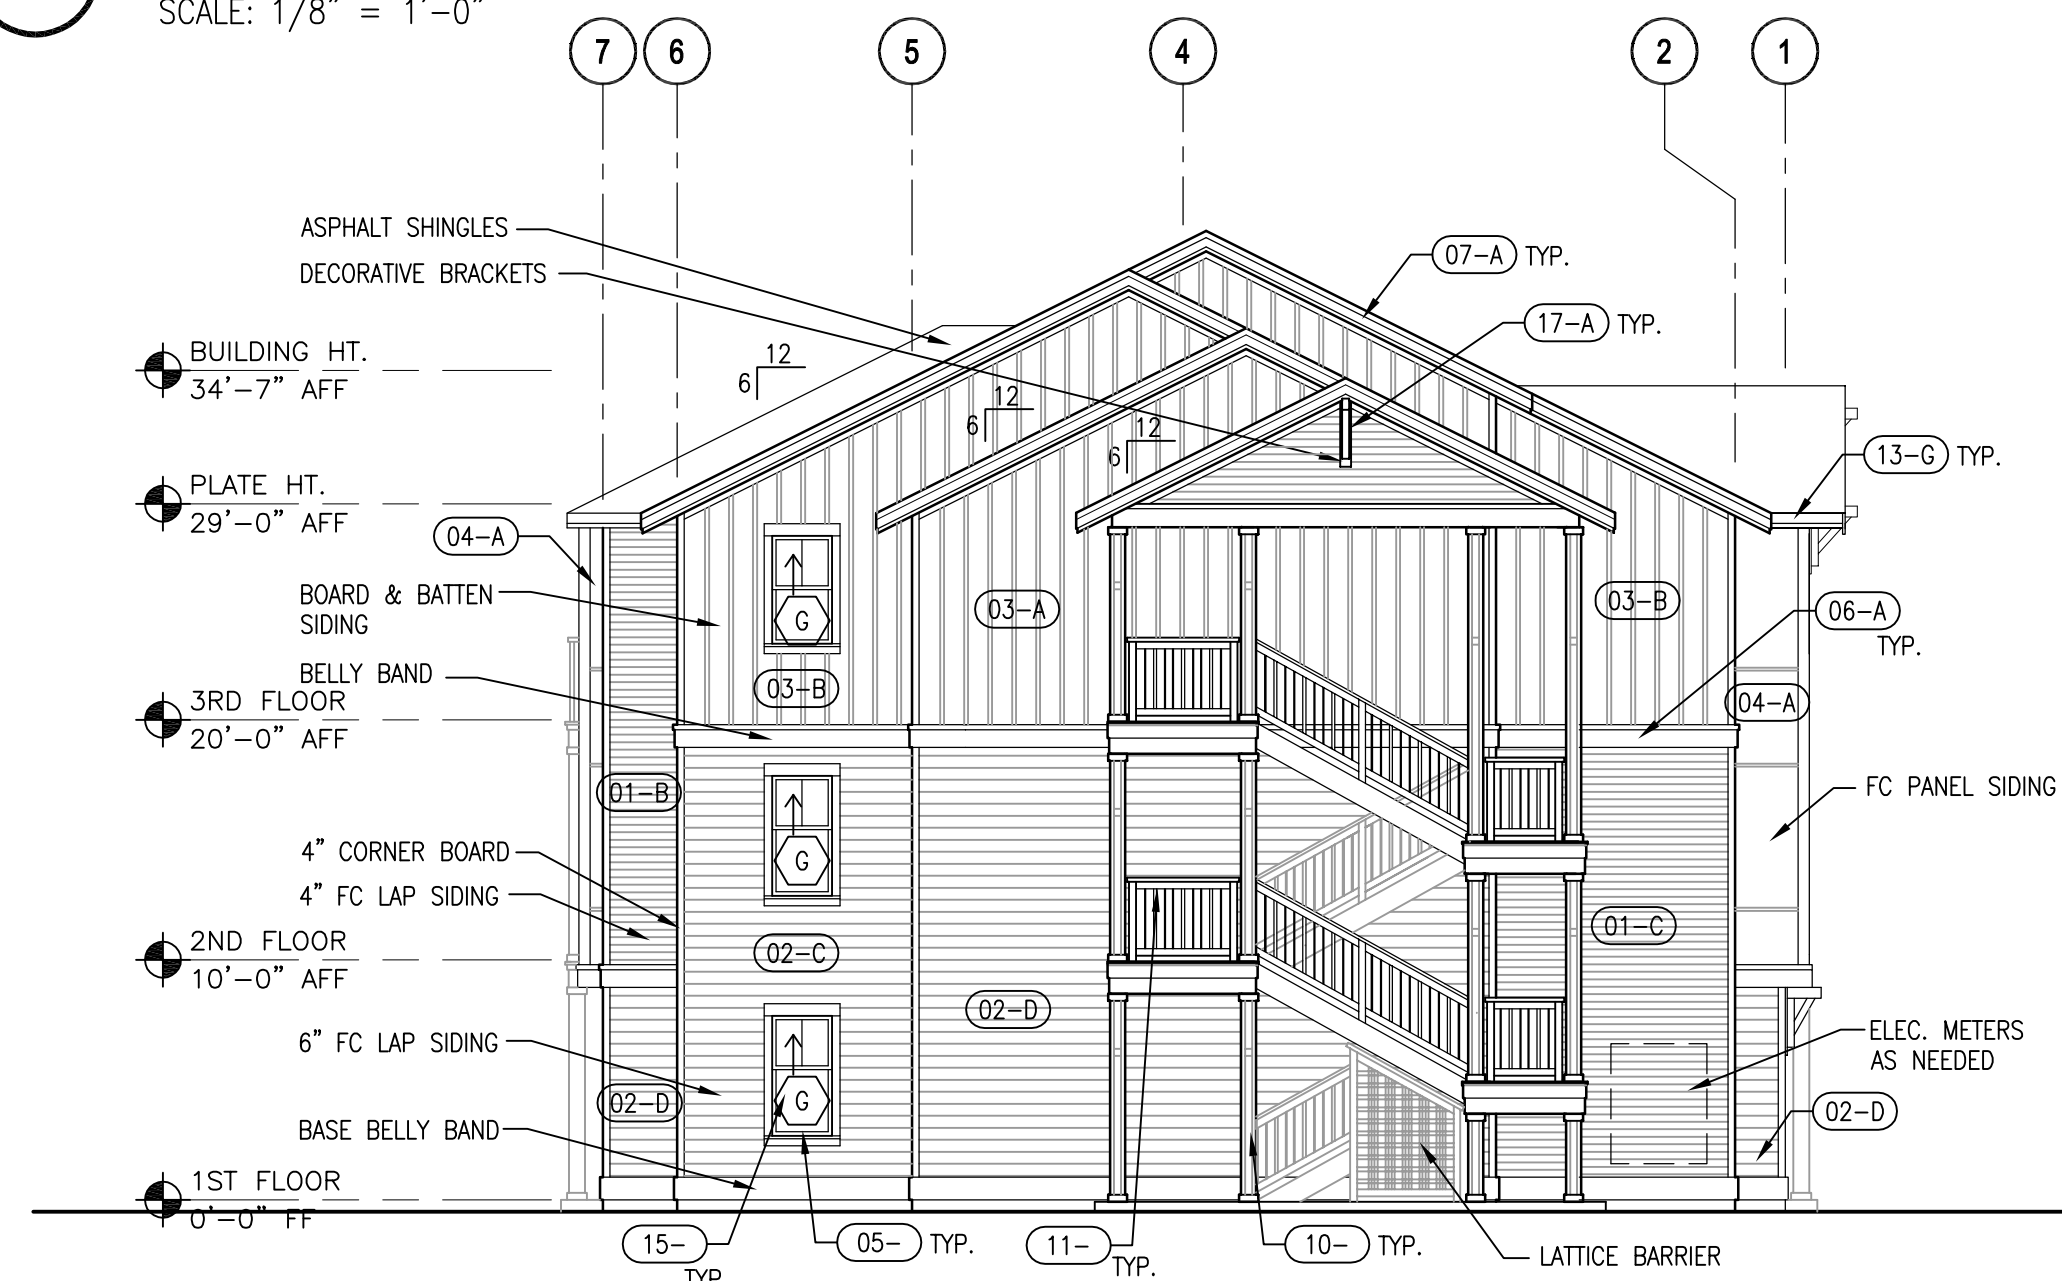 SCALE: 1/8" = 1'-0"
7 6 5 4 2 1
ASPHALT SHINGLES
DECORATIVE BRACKETS
07-A TYP.
17-A TYP.
BUILDING HT.
34'-7" AFF
12
6
12
6
12
6
13-G TYP.
PLATE HT.
29'-0" AFF
04-A
BOARD & BATTEN
SIDING
G
03-A
03-B
06-A
TYP.
BELLY BAND
03-B
3RD FLOOR
20'-0" AFF
04-A
01-B
FC PANEL SIDING
4" CORNER BOARD
G
4" FC LAP SIDING
01-C
2ND FLOOR
10'-0" AFF
02-C
02-D
6" FC LAP SIDING
ELEC. METERS
AS NEEDED
02-D
G
02-D
BASE BELLY BAND
1ST FLOOR
0'-0" FF
15-
TYP.
05- TYP.
11-
TYP.
10- TYP.
LATTICE BARRIER